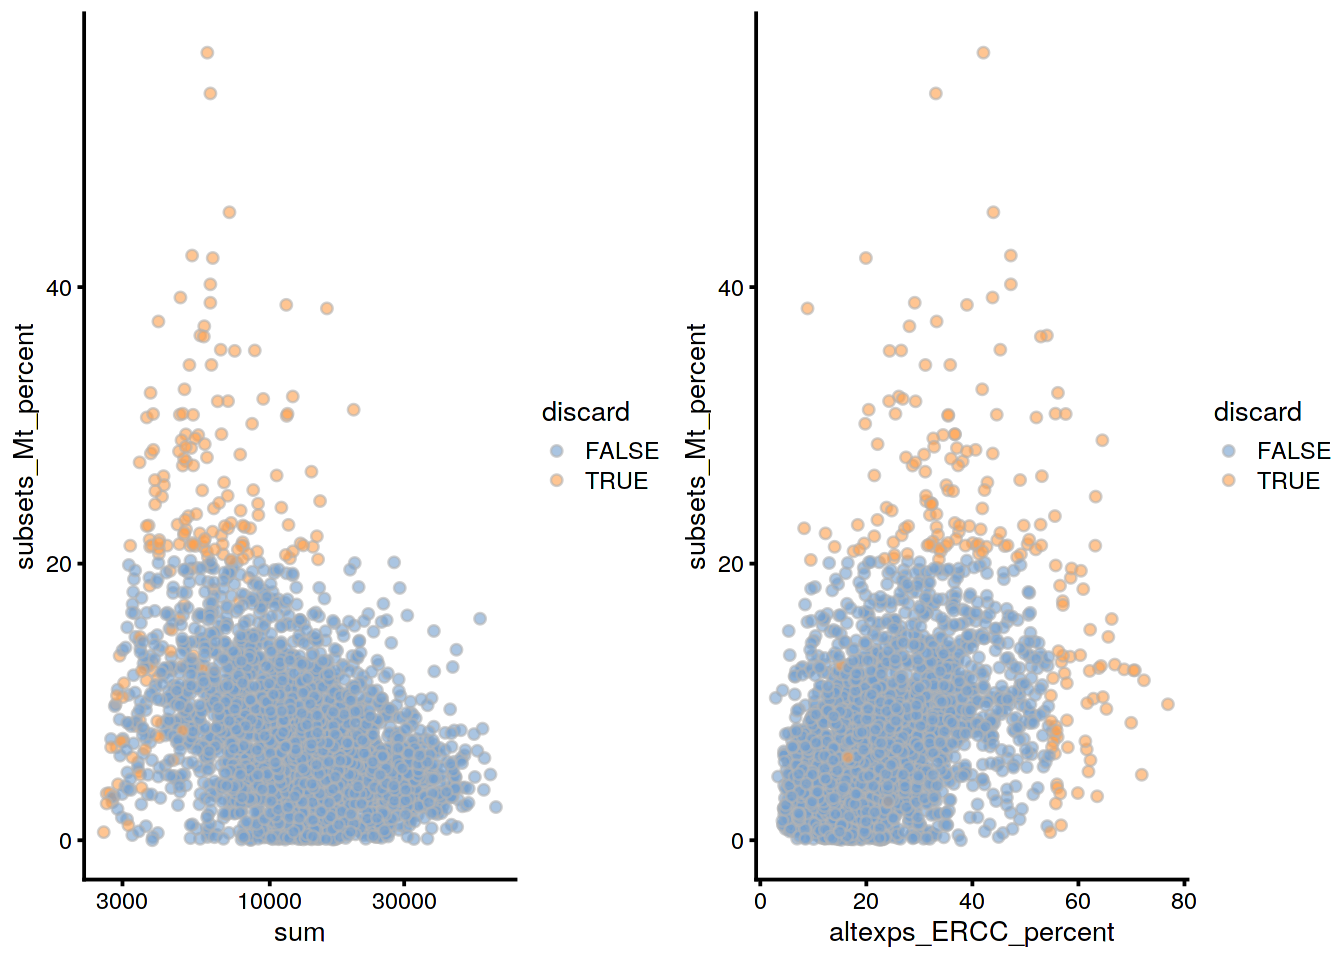 subsets_Mt_percent
40
20
0
3000 10000 30000
sum
discard
FALSE
TRUE
subsets_Mt_percent
40
20
0
0 20 40 60 80
altexps_ERCC_percent
discard
FALSE
TRUE